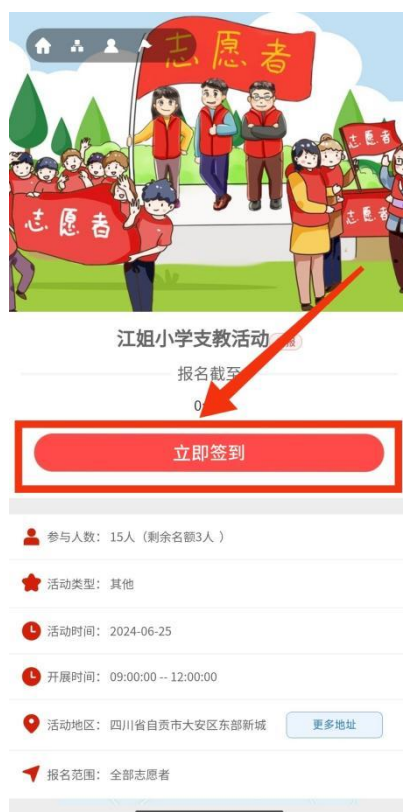 志愿者
志愿者
志愿者
志愿者
江姐小学支教活动
报名截至
立即签到
参与人数： 15人（剩余名额3人 ）
活动类型： 其他
活动时间： 2024-06-25
开展时间： 09:00:00 -- 12:00:00
活动地区： 四川省自贡市大安区东部新城
更多地址
报名范围： 全部志愿者